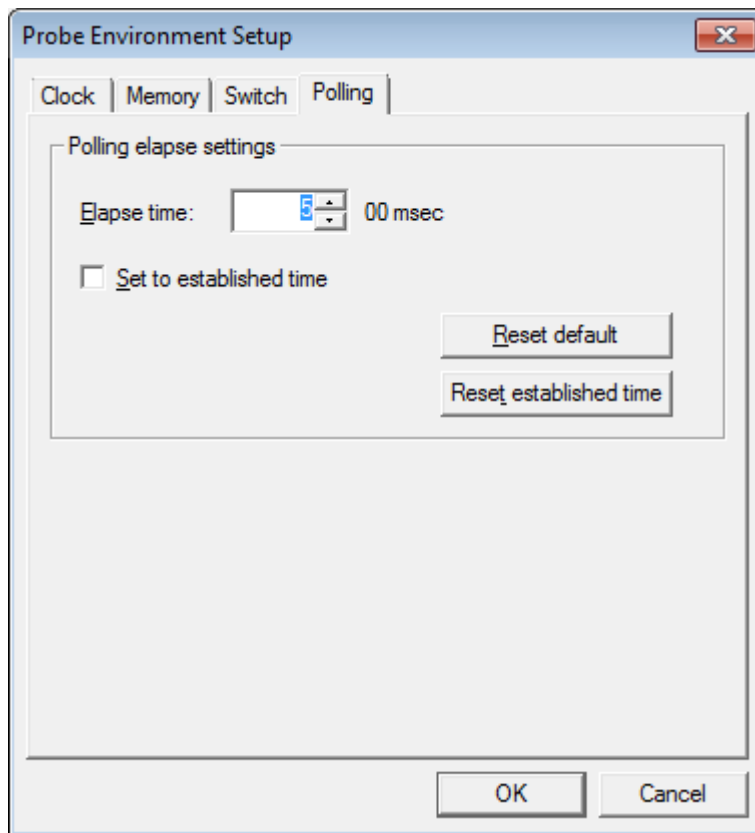 Probe Environment Setup
Clock Memory Switch Polling
Polling elapse settings
Elapse time: 5 00 msec
Set to established time
Reset default
Reset established time
OK Cancel